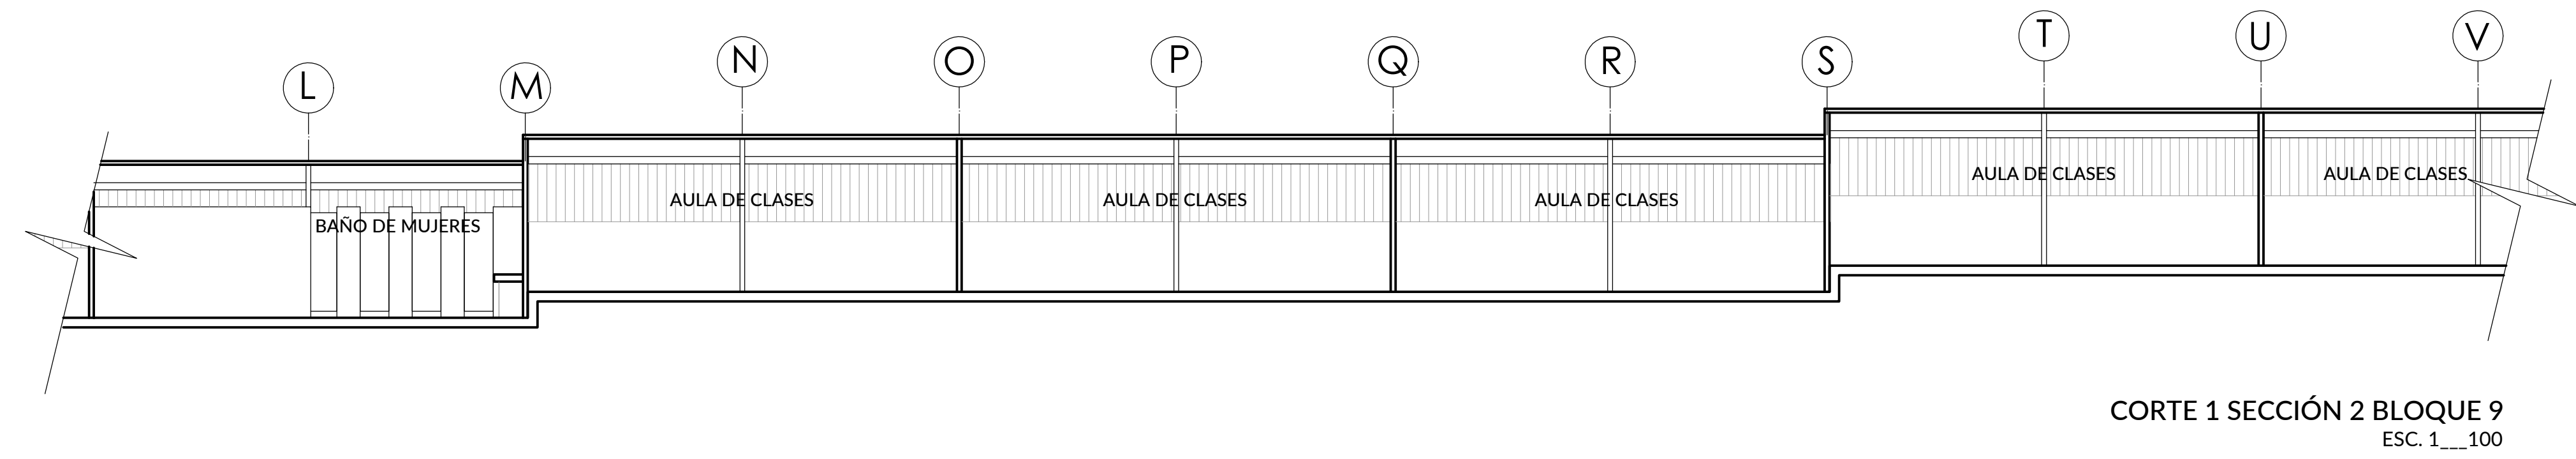 L
M
N
O
P
Q
R
S
T
U
V
BAÑO DE MUJERES
AULA DE CLASES
AULA DE CLASES
AULA DE CLASES
AULA DE CLASES
AULA DE CLASES
CORTE 1 SECCIÓN 2 BLOQUE 9
ESC. 1___100